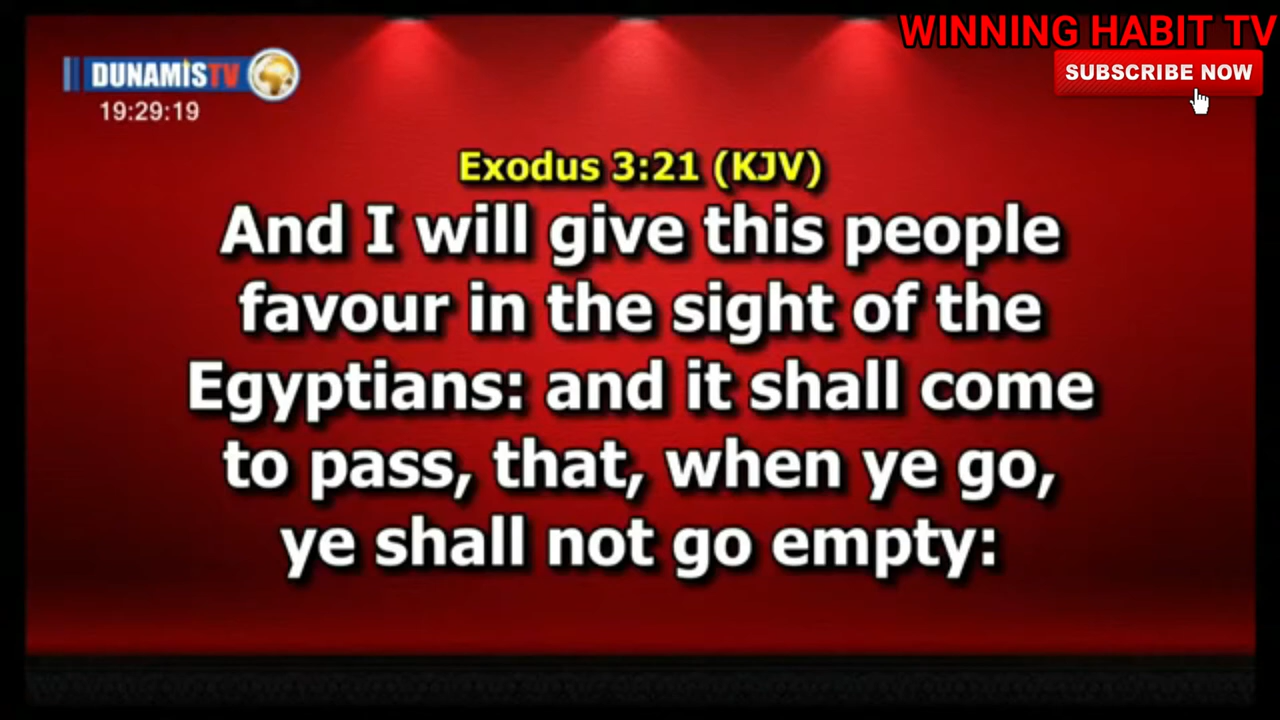 WINNING HABIT TV
DUNAMIS TV
SUBSCRIBE NOW
19:29:19
Exodus 3:21 (KJV)
And I will give this people
favour in the sight of the
Egyptians: and it shall come
to pass, that, when ye go,
ye shall not go empty: